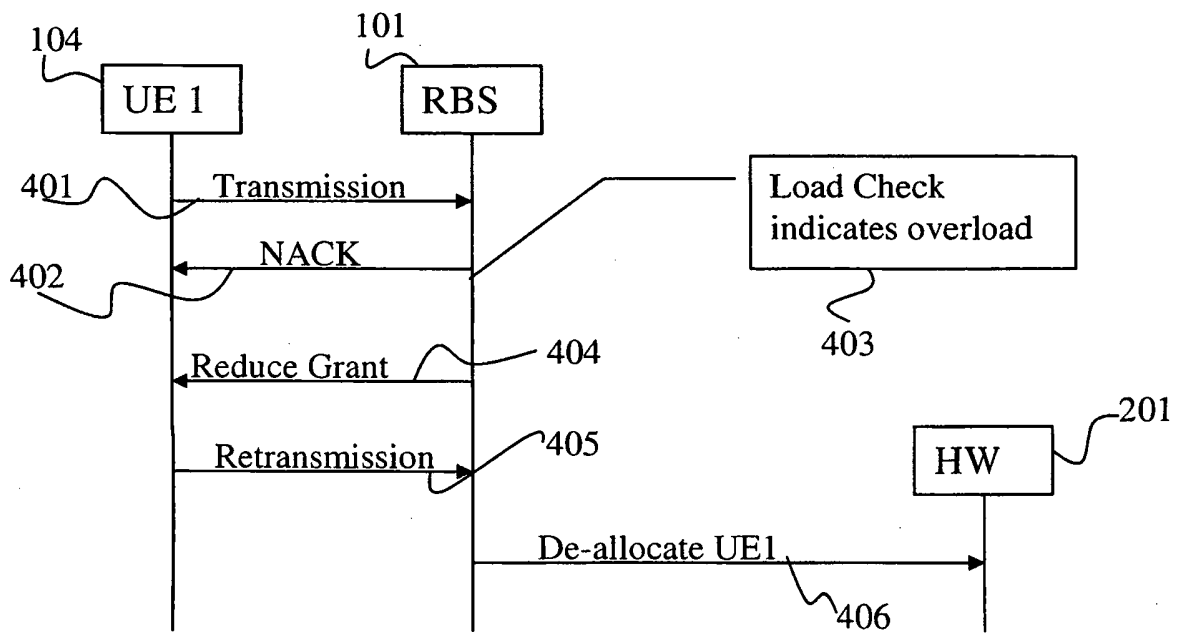 104
101
UE 1
RBS
401
Transmission
Load Check
indicates overload
NACK
402
403
404
Reduce Grant
201
405
Retransmission
HW
De-allocate UE1
406